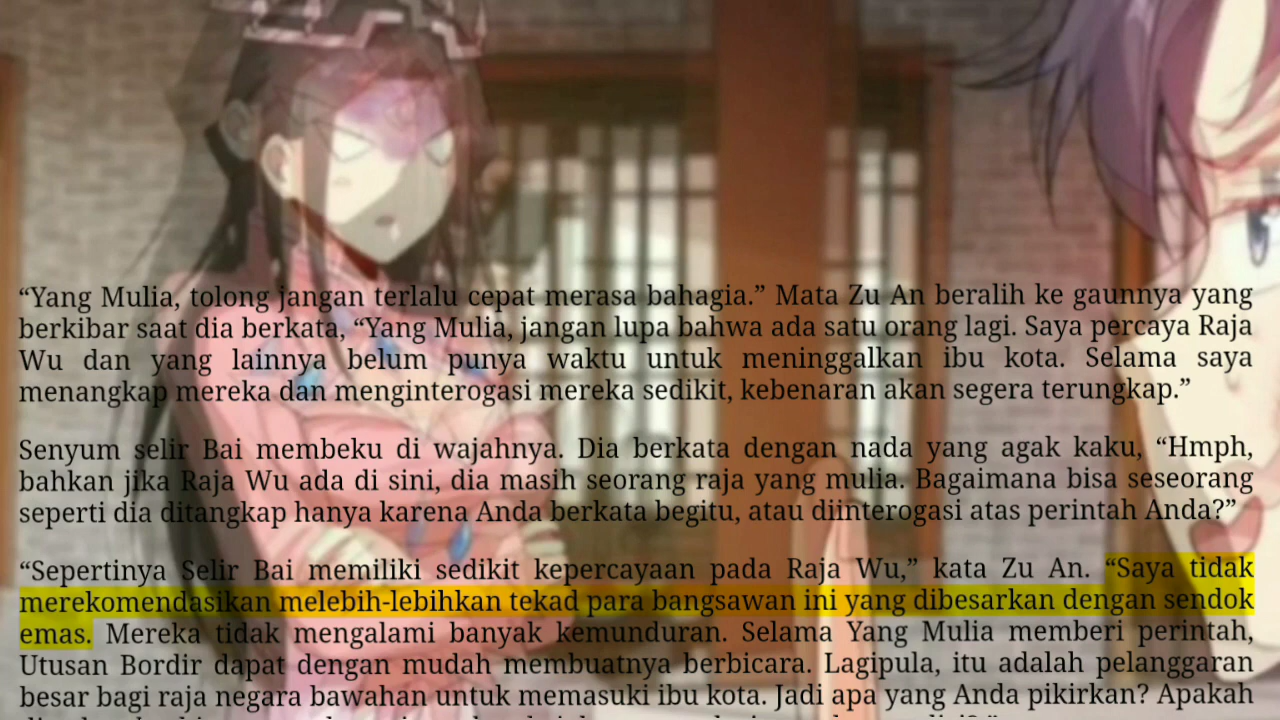 “Yang Mulia, tolong jangan terlalu cepat merasa bahagia.” Mata Zu An beralih ke gaunnya yang
berkibar saat dia berkata, “Yang Mulia, jangan lupa bahwa ada satu orang lagi. Saya percaya Raja
Wu dan yang lainnya belum punya waktu untuk meninggalkan ibu kota. Selama saya
menangkap mereka dan menginterogasi mereka sedikit, kebenaran akan segera terungkap.”
Senyum selir Bai membeku di wajahnya. Dia berkata dengan nada yang agak kaku, “Hmph,
bahkan jika Raja Wu ada di sini, dia masih seorang raja yang mulia. Bagaimana bisa seseorang
seperti dia ditangkap hanya karena Anda berkata begitu, atau diinterogasi atas perintah Anda?”
“Sepertinya Selir Bai memiliki sedikit kepercayaan pada Raja Wu,” kata Zu An. “Saya tidak
merekomendasikan melebih-lebihkan tekad para bangsawan ini yang dibesarkan dengan sendok
emas. Mereka tidak mengalami banyak kemunduran. Selama Yang Mulia memberi perintah,
Utusan Bordir dapat dengan mudah membuatnya berbicara. Lagipula, itu adalah pelanggaran
besar bagi raja negara bawahan untuk memasuki ibu kota. Jadi apa yang Anda pikirkan? Apakah